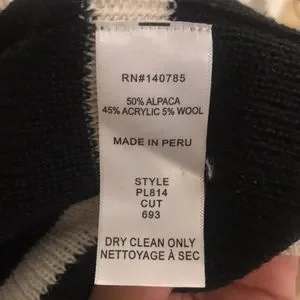 RN#140785
50% ALPACA
45% ACRYLIC 5% WOOL
MADE IN PERU
STYLE
PL814
CUT
693
DRY CLEAN ONLY
NETTOYAGE À SEC